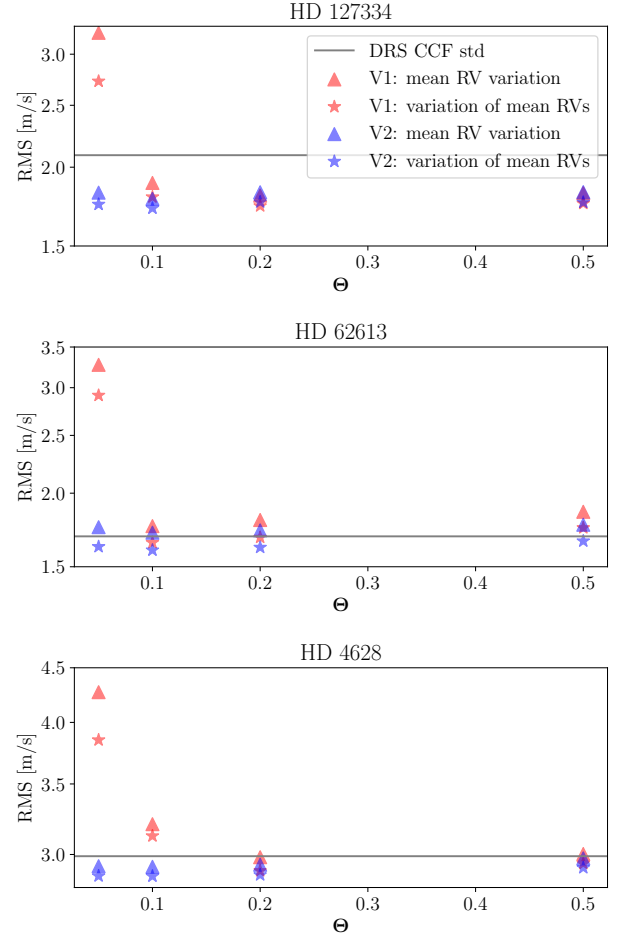 HD 127334
RMS [m/s]
3.0
2.5
2.0
1.5
DRS CCF std
V1: mean RV variation
V1: variation of mean RVs
V2: mean RV variation
V2: variation of mean RVs
0.1 0.2 0.3 0.4 0.5
Θ
HD 62613
RMS [m/s]
3.5
3.0
2.5
2.0
1.5
0.1 0.2 0.3 0.4 0.5
Θ
HD 4628
RMS [m/s]
4.5
4.0
3.5
3.0
0.1 0.2 0.3 0.4 0.5
Θ